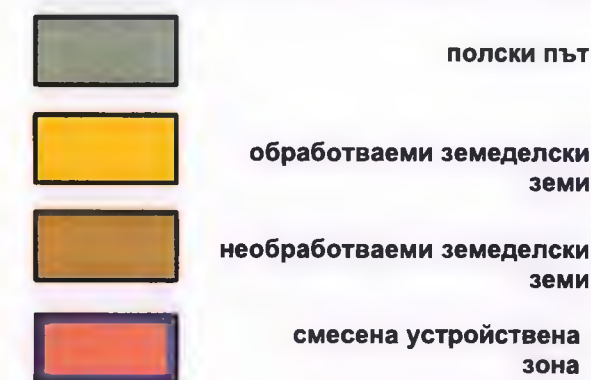 полски път
обработваеми земеделски
земи
необработваеми земеделски
земи
смесена устройствена
зона